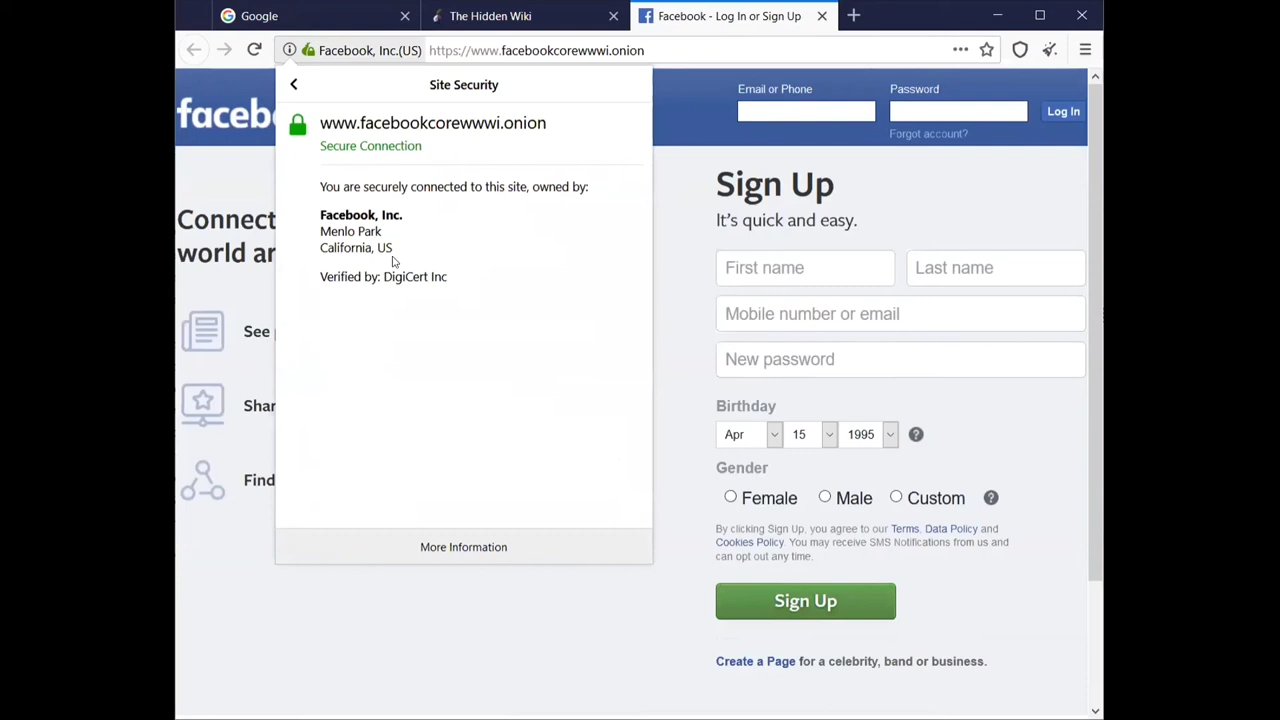 Google
The Hidden Wiki
Facebook - Log In or Sign Up
Facebook, Inc.(US)
https://www.facebookcorewwwi.onion
Site Security
www.facebookcorewwwi.onion
Secure Connection
You are securely connected to this site, owned by:
Facebook, Inc.
Menlo Park
California, US
Verified by: DigiCert Inc
More Information
faceb
Email or Phone
Password
Log In
Forgot account?
Connect
world ar
See
Shar
Find
Sign Up
It's quick and easy.
First name
Last name
Mobile number or email
New password
Birthday
Apr 15 1995
Gender
Female Male Custom
By clicking Sign Up, you agree to our Terms, Data Policy and
Cookies Policy. You may receive SMS Notifications from us and
can opt out any time.
Sign Up
Create a Page for a celebrity, band or business.